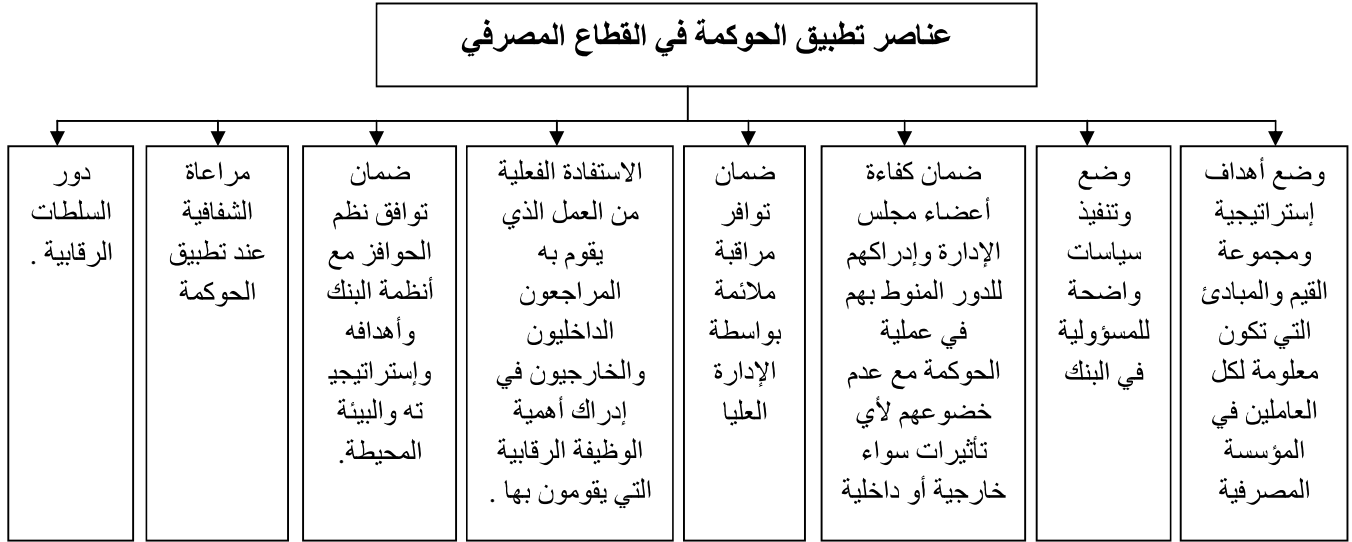 عناصر تطبيق الحوكمة في القطاع المصرفي
وضع أهداف
إستراتيجية
ومجموعة
القيم والمبادئ
التي تكون
معلومة لكل
العاملين في
المؤسسة
المصرفية
وضع
وتنفيذ
سياسات
واضحة
للمسؤولية
في البنك
ضمان كفاءة
أعضاء مجلس
الإدارة وإدراكهم
للدور المنوط بهم
في عملية
الحوكمة مع عدم
خضوعهم لأي
تأثيرات سواء
خارجية أو داخلية
ضمان
توافر
مراقبة
ملائمة
بواسطة
الإدارة
العليا
الاستفادة الفعلية
من العمل الذي
يقوم به
المراجعون
الداخليون
والخارجيون في
إدراك أهمية
الوظيفة الرقابية
التي يقومون بها .
ضمان
توافق نظم
الحوافز مع
أنظمة البنك
وأهدافه
وإستراتيجيـ
ته والبيئة
المحيطة.
مراعاة
الشفافية
عند تطبيق
الحوكمة
دور
السلطات
الرقابية .